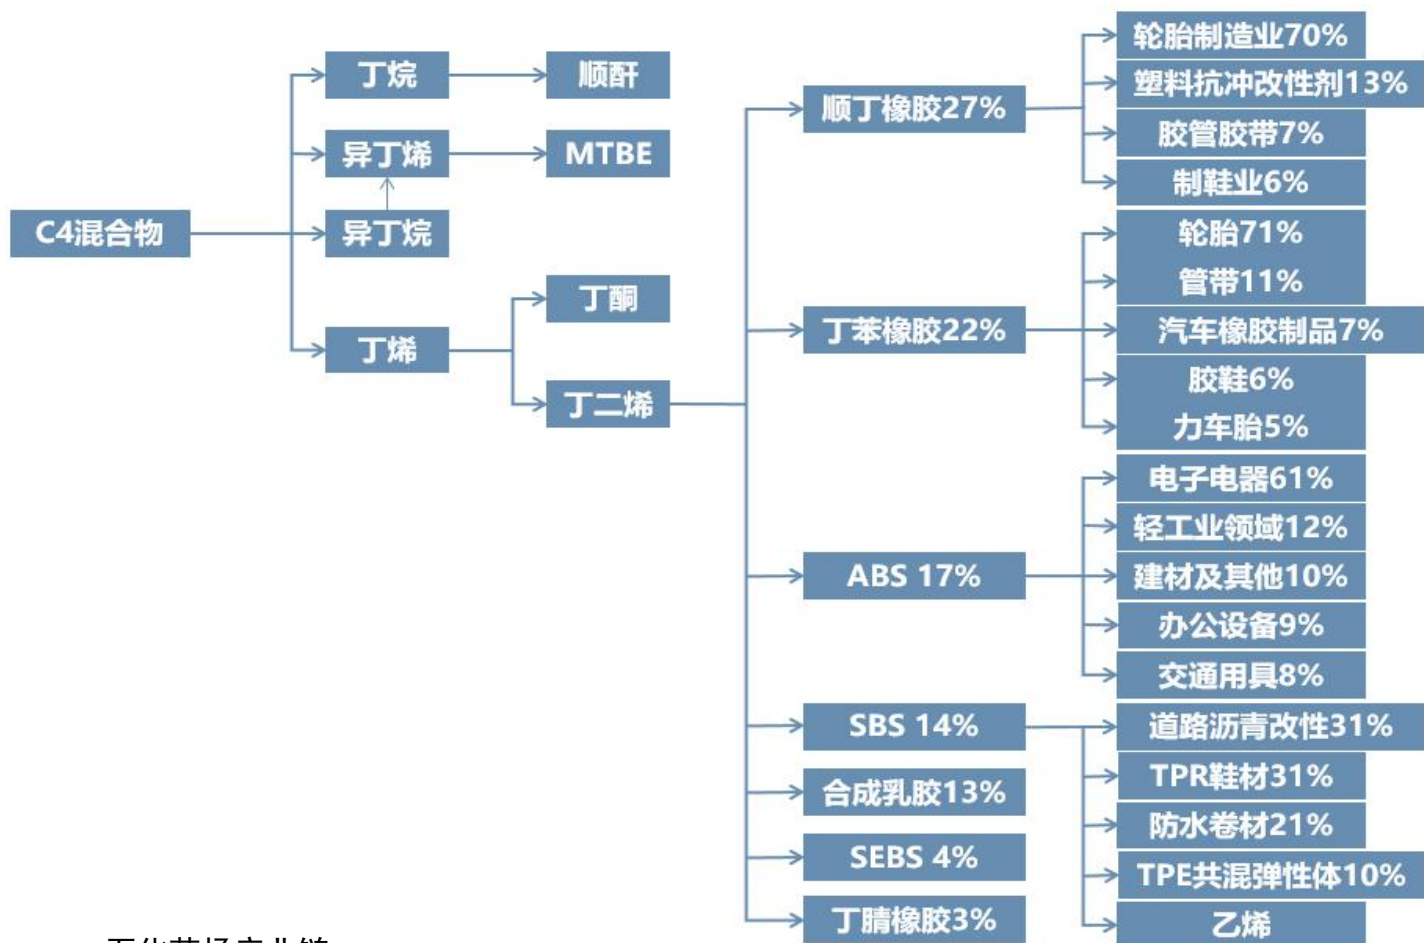 C4混合物
丁烷
异丁烯
异丁烷
丁烯
顺酐
MTBE
丁酮
丁二烯
顺丁橡胶27%
丁苯橡胶22%
ABS 17%
SBS 14%
合成乳胶13%
SEBS 4%
丁腈橡胶3%
轮胎制造业70%
塑料抗冲改性剂13%
胶管胶带7%
制鞋业6%
轮胎71%
管带11%
汽车橡胶制品7%
胶鞋6%
力车胎5%
电子电器61%
轻工业领域12%
建材及其他10%
办公设备9%
交通用具8%
道路沥青改性31%
TPR鞋材31%
防水卷材21%
TPE共混弹性体10%
乙烯